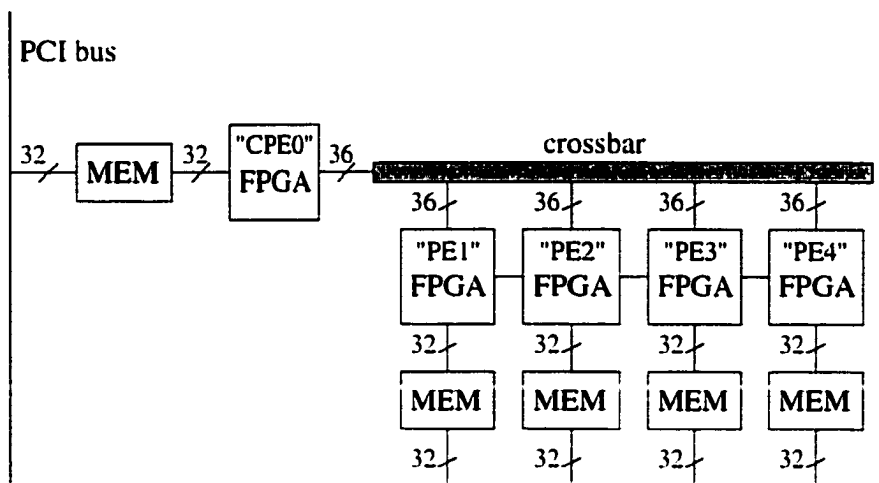 PCI bus
crossbar
32 MEM 32 "CPE0" FPGA 36
36 36 36 36
"PE1" "PE2" "PE3" "PE4"
FPGA FPGA FPGA FPGA
32 32 32 32
MEM MEM MEM MEM
32 32 32 32